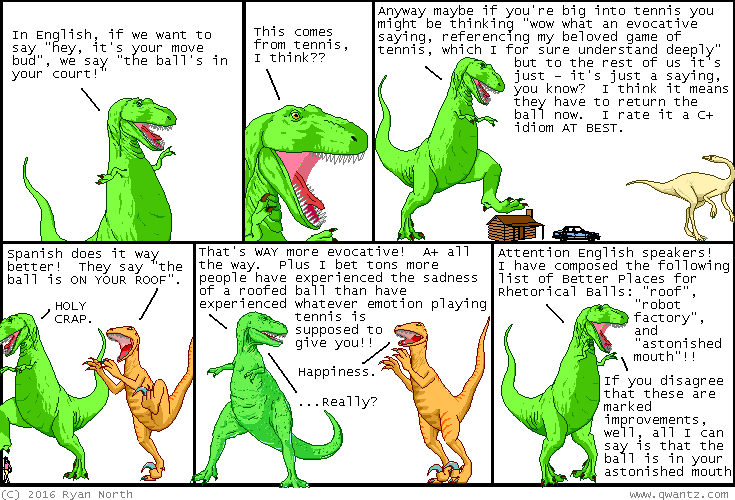 In English, if we want to
say "hey, it's your move
bud", we say "the ball's in
your court!"
This comes
from tennis,
I think??
Anyway maybe if you're big into tennis you
might be thinking "wow what an evocative
saying, referencing my beloved game of
tennis, which I for sure understand deeply"
but to the rest of us it's
just – it's just a saying,
you know?  I think it means
they have to return the
ball now.  I rate it a C+
idiom AT BEST.
Spanish does it way
better!  They say "the
ball is ON YOUR ROOF".
HOLY
CRAP.
That's WAY more evocative!  A+ all
the way.  Plus I bet tons more
people have experienced the sadness
of a roofed ball than have
experienced whatever emotion playing
tennis is
supposed to
give you!!
Happiness.
...Really?
Attention English speakers!
I have composed the following
list of Better Places for
Rhetorical Balls: "roof",
"robot
factory",
and
"astonished
mouth"!!
If you disagree
that these are
marked
improvements,
well, all I can
say is that the
ball is in your
astonished mouth
(C) 2016 Ryan North
www.qwantz.com